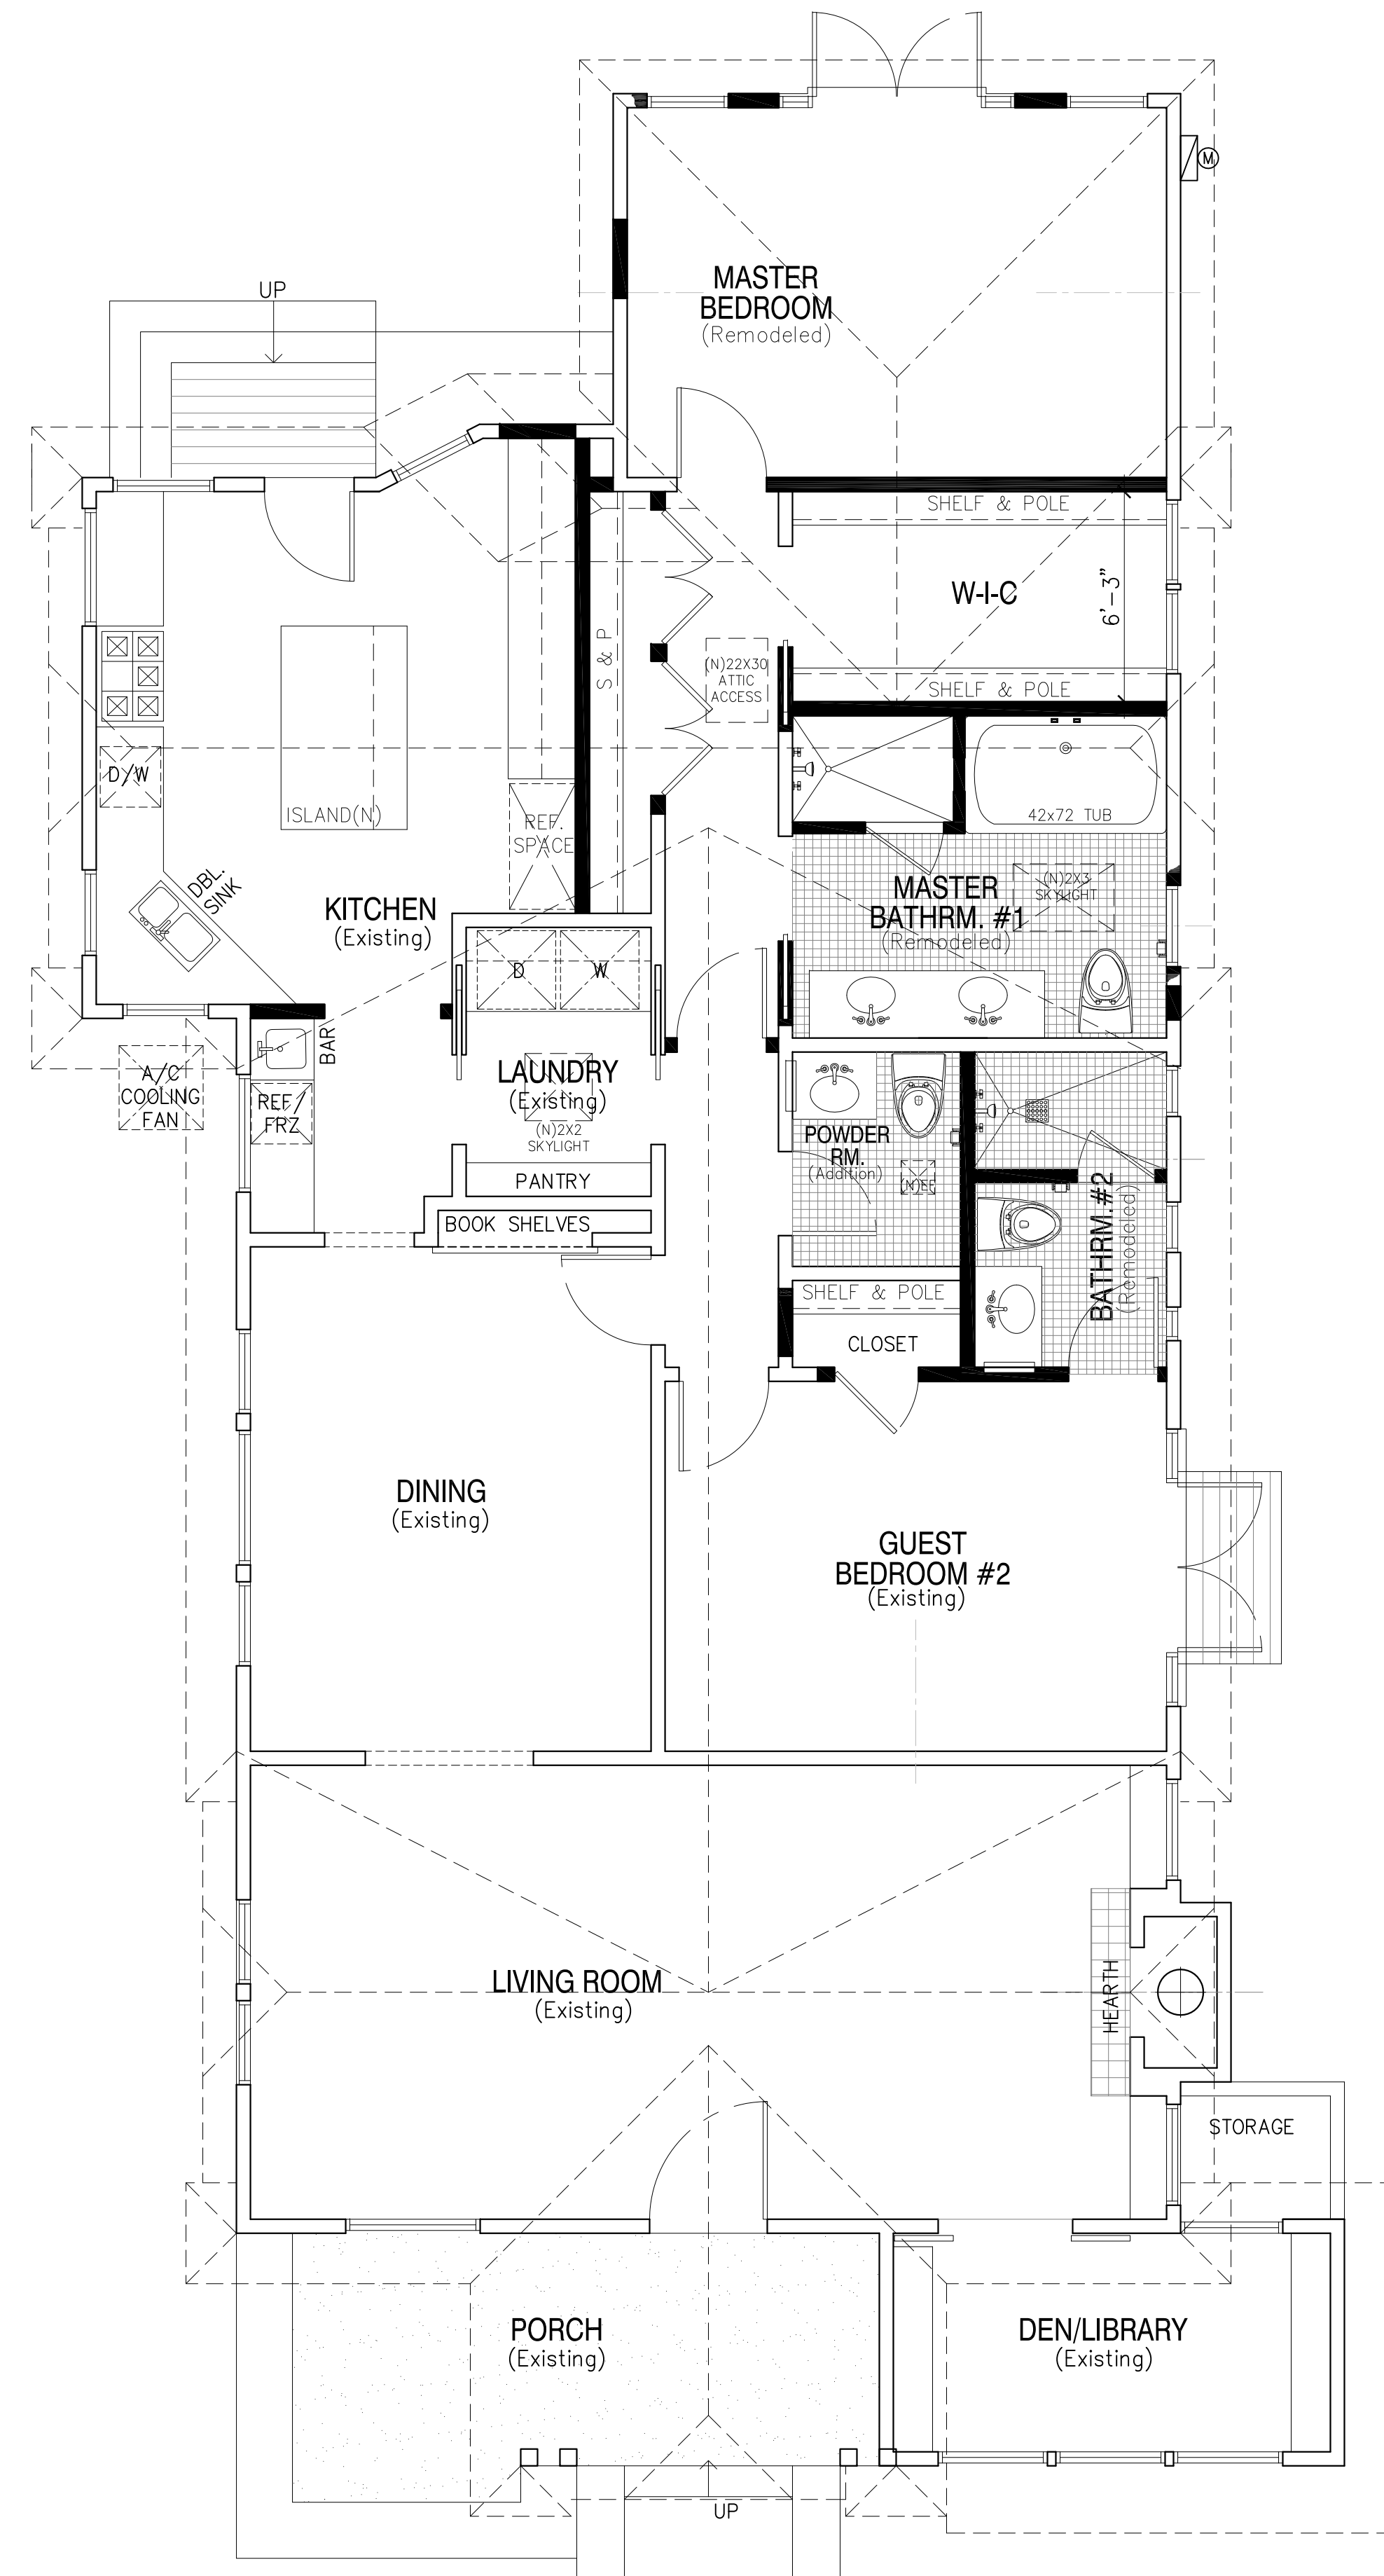 M
MASTER
BEDROOM
(Remodeled)
UP
SHELF & POLE
W-I-C
6'-3"
SHELF & POLE
S & P
(N)22X30
ATTIC
ACCESS
D/W
ISLAND(N)
REF.
SPACE
42x72 TUB
DBL.
SINK
KITCHEN
(Existing)
MASTER
BATHRM. #1
(Remodeled)
(N)2X3
SKYLIGHT
D
W
BAR
A/C
COOLING
FAN
REF/
FRZ
LAUNDRY
(Existing)
(N)2X2
SKYLIGHT
PANTRY
BOOK SHELVES
POWDER
RM.
(Addition)
BATHRM.#2
(Remodeled)
SHELF & POLE
CLOSET
DINING
(Existing)
GUEST
BEDROOM #2
(Existing)
LIVING ROOM
(Existing)
HEARTH
STORAGE
PORCH
(Existing)
DEN/LIBRARY
(Existing)
UP